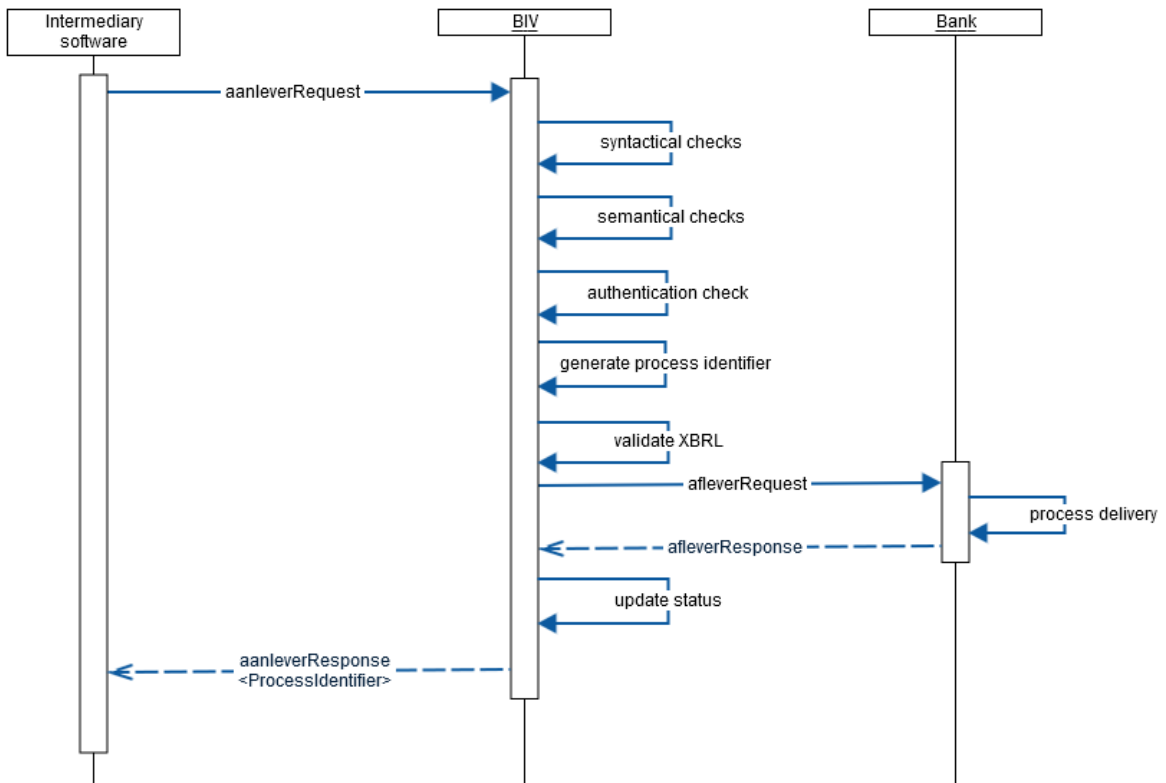 Intermediary
software
BIV
Bank
aanleverRequest
syntactical checks
semantical checks
authentication check
generate process identifier
validate XBRL
afleverRequest
process delivery
afleverResponse
update status
aanleverResponse
<ProcessIdentifier>